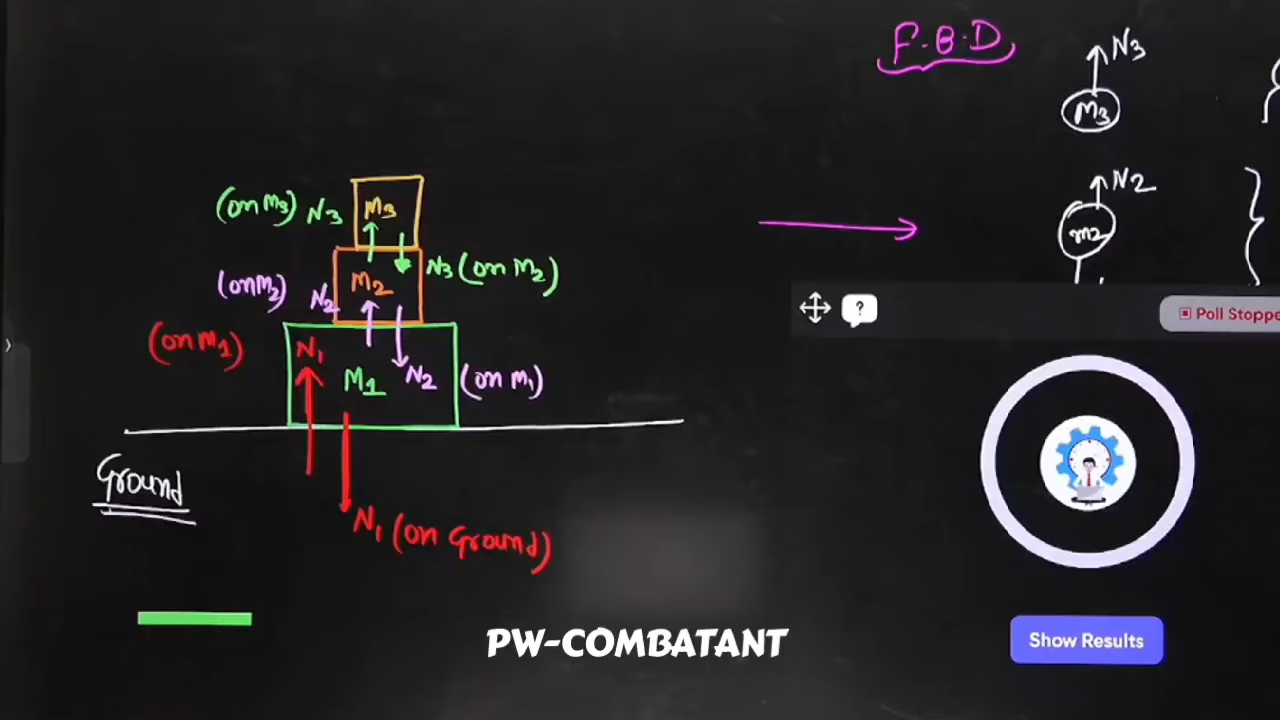 F.B.D
N3
M3
N2
m2
(on M3) N3 M3
N3 (on M2)
(on M2) N2 M2
(on M1) N1 M1 N2 (on M1)
Ground
N1 (on Ground)
?
Poll Stoppe
Show Results
PW-COMBATANT